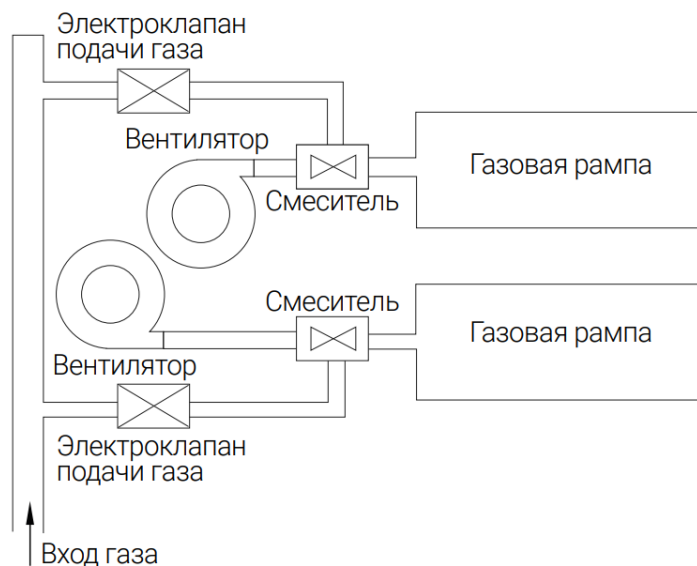 Электроклапан
подачи газа
Вентилятор
Газовая рампа
Смеситель
Смеситель
Газовая рампа
Вентилятор
Электроклапан
подачи газа
Вход газа